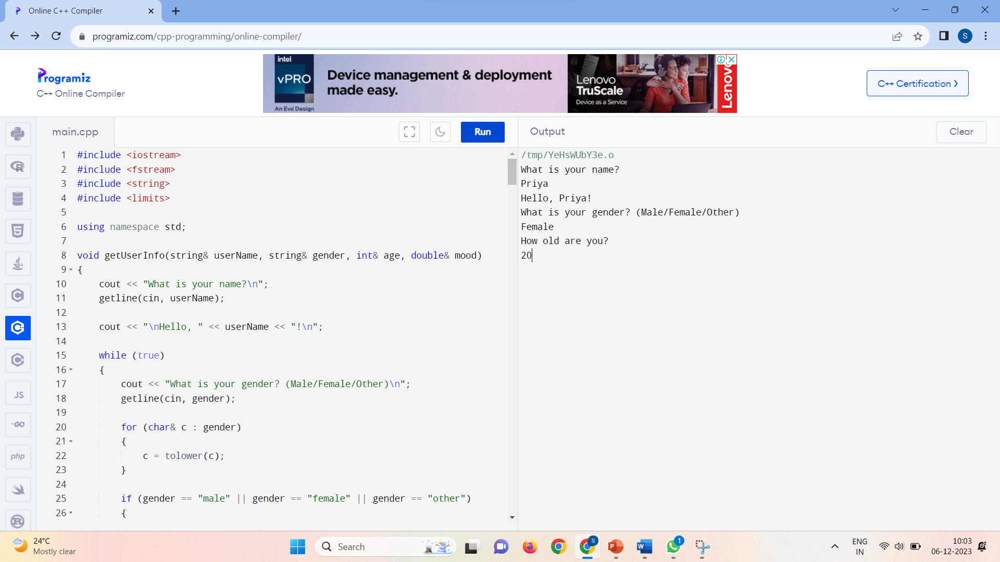 Online C++ Compiler
programiz.com/cpp-programming/online-compiler/
S
Programiz
C++ Online Compiler
intel
vPRO
An Evo Design
Device management & deployment
made easy.
Lenovo
TruScale
Device as a Service
Lenovo
C++ Certification
main.cpp
Run
Output
Clear
1 #include <iostream>
2 #include <fstream>
3 #include <string>
4 #include <limits>
5
6 using namespace std;
7
8 void getUserInfo(string& userName, string& gender, int& age, double& mood)
9 {
10 cout << "What is your name?\n";
11 getline(cin, userName);
12
13 cout << "\nHello, " << userName << "!\n";
14
15 while (true)
16 {
17 cout << "What is your gender? (Male/Female/Other)\n";
18 getline(cin, gender);
19
20 for (char& c : gender)
21 {
22 c = tolower(c);
23 }
24
25 if (gender == "male" || gender == "female" || gender == "other")
26 {
/tmp/YeHsWUbY3e.o
What is your name?
Priya
Hello, Priya!
What is your gender? (Male/Female/Other)
Female
How old are you?
20
JS
GO
php
24°C
Mostly clear
Search
S
1
ENG
IN
10:03
06-12-2023